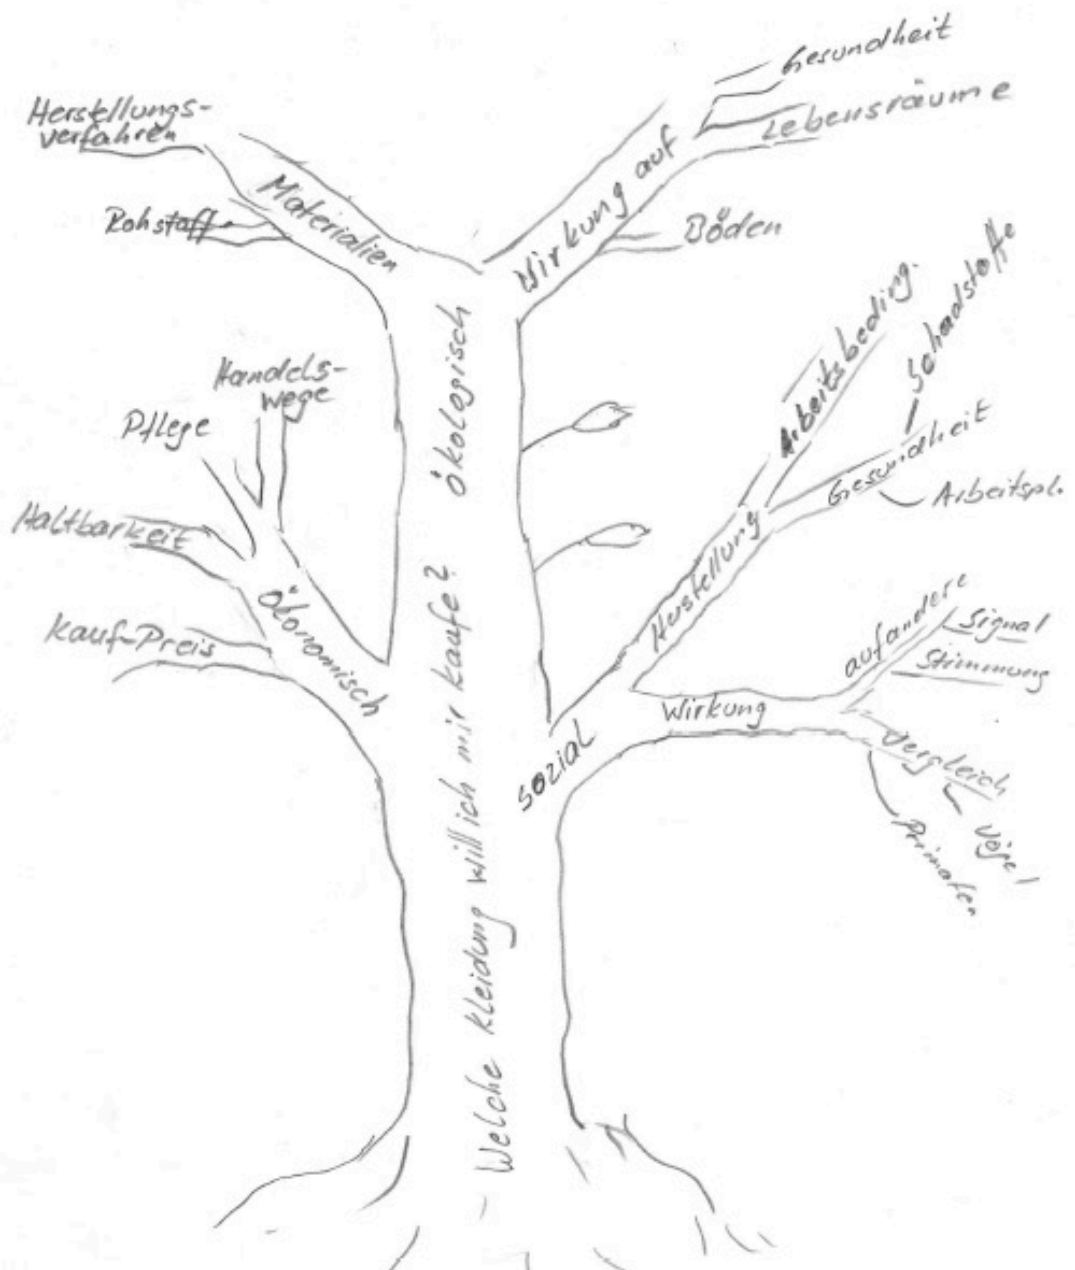 Gesundheit
Lebensräume
Herstellungs-
verfahren
Wirkung auf
Materialien
Rohstoff
Böden
Schadstoffe
Arbeitsbeding.
Ökologisch
Handels-
wege
Pflege
Gesundheit
Arbeitspl.
Haltbarkeit
Herstellung
Ökonomisch
Kauf-Preis
auf andere
Signal
Stimmung
Wirkung
Vergleich
Vögel
Primaten
sozial
Welche Kleidung will ich mir kaufe?